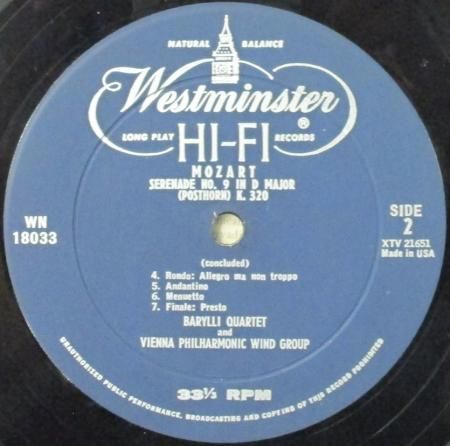 NATURAL BALANCE
Westminster ®
LONG PLAY RECORDS
HI-FI
MOZART
SERENADE NO. 9 IN D MAJOR
(POSTHORN) K. 320
WN
18033
SIDE
2
XTV 21651
Made in USA
(concluded)
4. Rondo: Allegro ma non troppo
5. Andantino
6. Menuetto
7. Finale: Presto
BARYLLI QUARTET
and
VIENNA PHILHARMONIC WIND GROUP
33⅓ RPM
UNAUTHORIZED PUBLIC PERFORMANCE, BROADCASTING AND COPYING OF THIS RECORD PROHIBITED